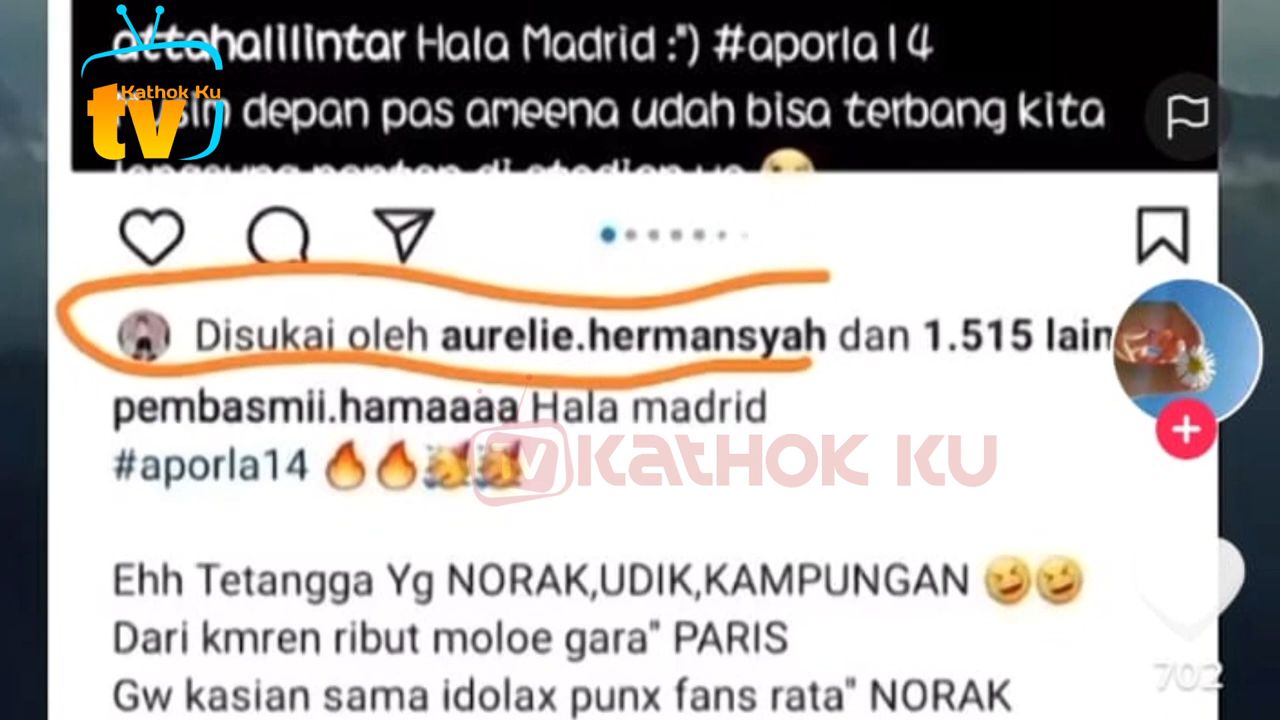 attahalilintar Hala Madrid :") #aporla14
Kathok Ku
tv
depan pas ameena udah bisa terbang kita
Disukai oleh aurelie.hermansyah dan 1.515 lain
pembasmii.hamaaaa Hala madrid
#aporla14 🔥🔥🥳🥳
tv KATHOK KU
Ehh Tetangga Yg NORAK,UDIK,KAMPUNGAN 😆😆
Dari kmren ribut moloe gara" PARIS
Gw kasian sama idolax punx fans rata" NORAK
702